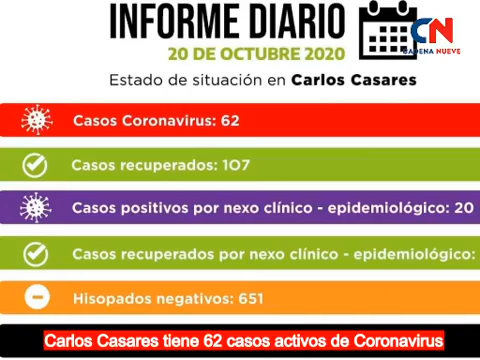 INFORME DIARIO
20 DE OCTUBRE 2020
CN
CADENA NUEVE
Estado de situación en Carlos Casares
Casos Coronavirus: 62
Casos recuperados: 107
Casos positivos por nexo clínico - epidemiológico: 20
Casos recuperados por nexo clínico - epidemiológico:
Hisopados negativos: 651
Carlos Casares tiene 62 casos activos de Coronavirus